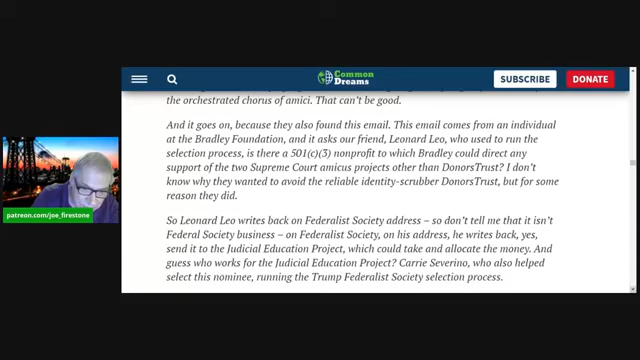 Common
Dreams
SUBSCRIBE
DONATE
the orchestrated chorus of amici. That can't be good.
And it goes on, because they also found this email. This email comes from an individual
at the Bradley Foundation, and it asks our friend, Leonard Leo, who used to run the
selection process, is there a 501(c)(3) nonprofit to which Bradley could direct any
support of the two Supreme Court amicus projects other than DonorsTrust? I don't
know why they wanted to avoid the reliable identity-scrubber DonorsTrust, but for some
reason they did.
So Leonard Leo writes back on Federalist Society address – so don't tell me that it isn't
Federal Society business – on Federalist Society, on his address, he writes back, yes,
send it to the Judicial Education Project, which could take and allocate the money. And
guess who works for the Judicial Education Project? Carrie Severino, who also helped
select this nominee, running the Trump Federalist Society selection process.
patreon.com/joe_firestone